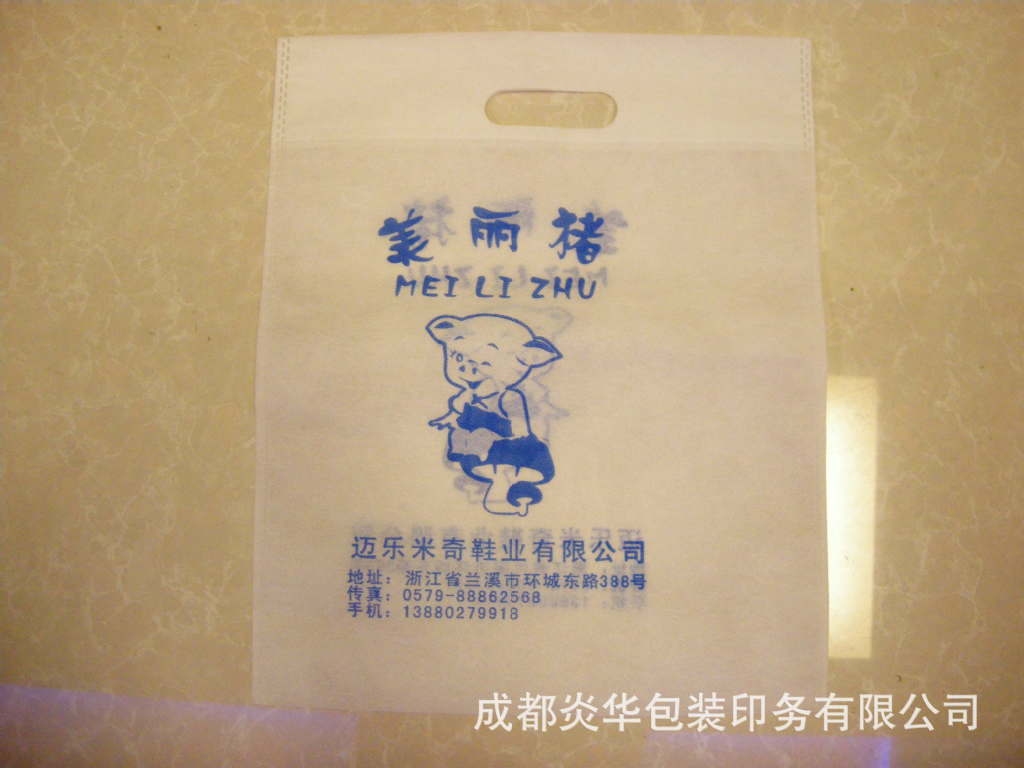 美丽猪
MEI LI ZHU
迈乐米奇鞋业有限公司
地址：浙江省兰溪市环城东路388号
传真：0579-88862568
手机：13880279918
成都炎华包装印务有限公司